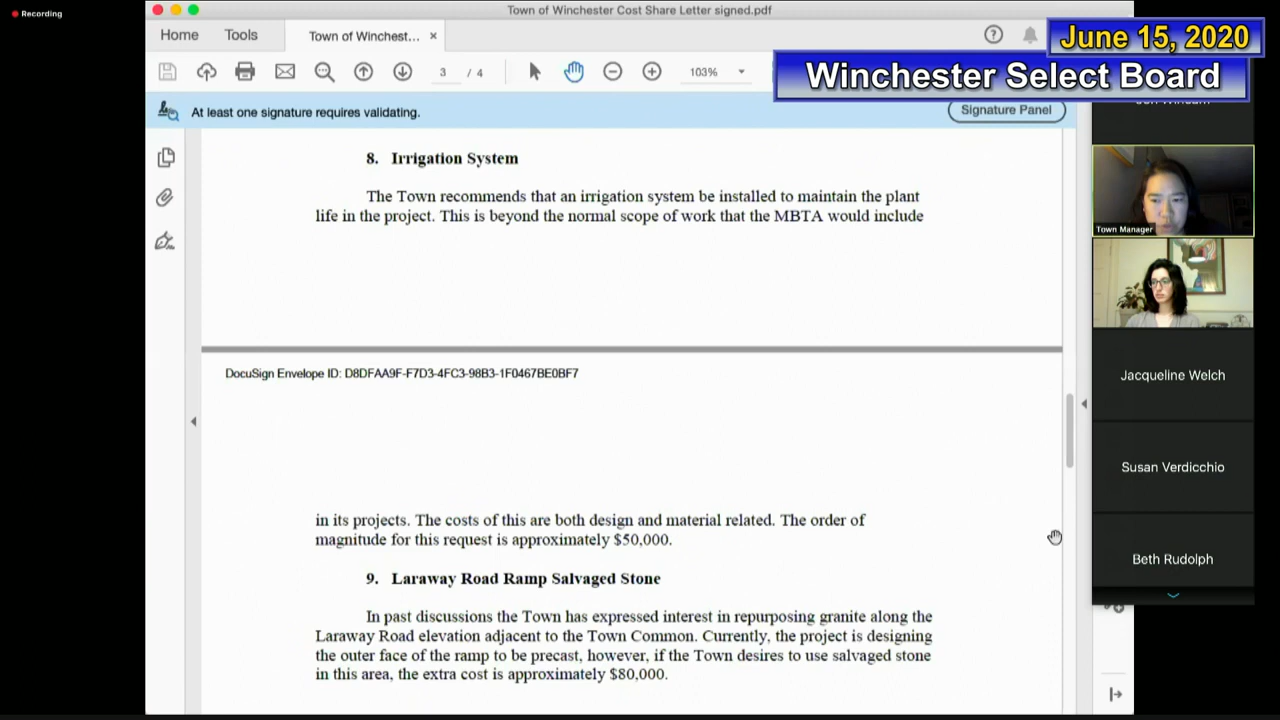 Recording
Town of Winchester Cost Share Letter signed.pdf
June 15, 2020
Winchester Select Board
Home
Tools
Town of Winchest...
3 / 4
103%
At least one signature requires validating.
Signature Panel
8. Irrigation System
The Town recommends that an irrigation system be installed to maintain the plant
life in the project. This is beyond the normal scope of work that the MBTA would include
DocuSign Envelope ID: D8DFAA9F-F7D3-4FC3-98B3-1F0467BE0BF7
in its projects. The costs of this are both design and material related. The order of
magnitude for this request is approximately $50,000.
9. Laraway Road Ramp Salvaged Stone
In past discussions the Town has expressed interest in repurposing granite along the
Laraway Road elevation adjacent to the Town Common. Currently, the project is designing
the outer face of the ramp to be precast, however, if the Town desires to use salvaged stone
in this area, the extra cost is approximately $80,000.
Town Manager
Jacqueline Welch
Susan Verdicchio
Beth Rudolph